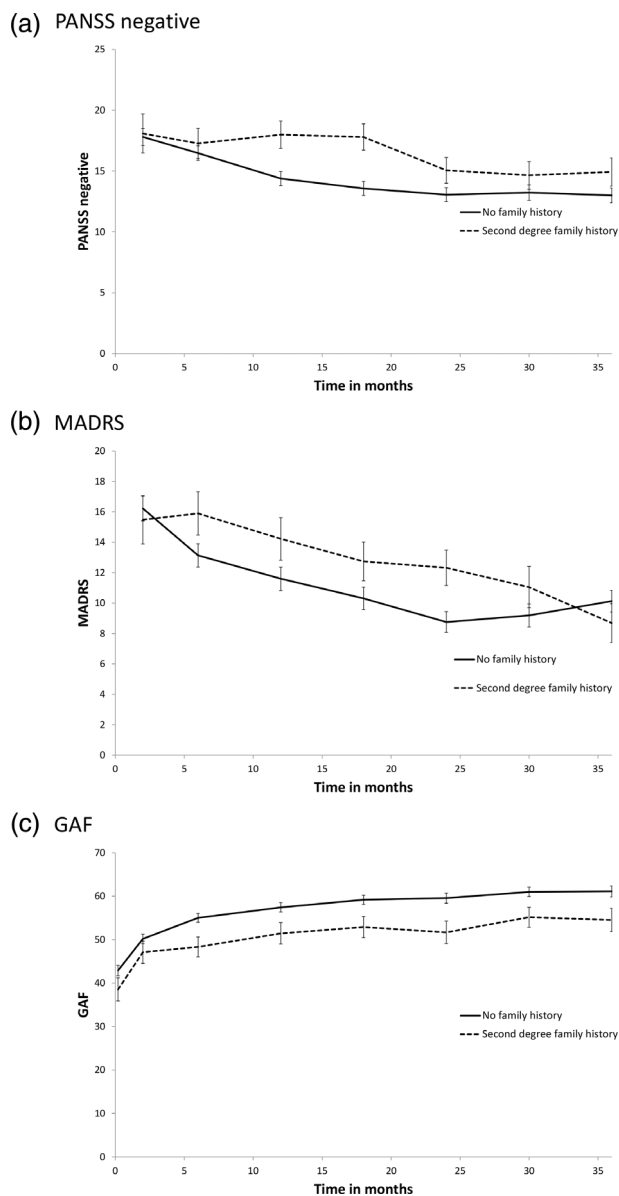 (a) PANSS negative
25
20
15
10
5
0
PANSS negative
No family history
Second degree family history
0 5 10 15 20 25 30 35
Time in months
(b) MADRS
20
18
16
14
12
10
8
6
4
2
0
MADRS
No family history
Second degree family history
0 5 10 15 20 25 30 35
Time in months
(c) GAF
70
60
50
40
30
20
10
0
GAF
No family history
Second degree family history
0 5 10 15 20 25 30 35
Time in months